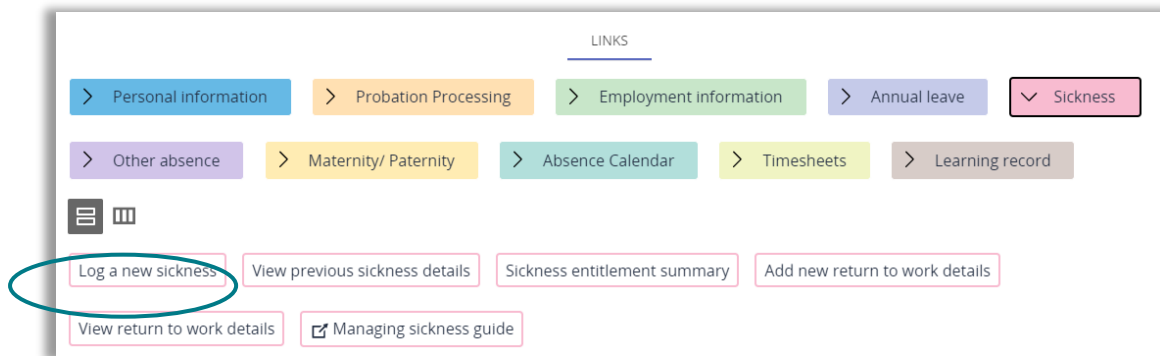 LINKS
Personal information Probation Processing Employment information Annual leave Sickness
Other absence Maternity/ Paternity Absence Calendar Timesheets Learning record
Log a new sickness View previous sickness details Sickness entitlement summary Add new return to work details
View return to work details Managing sickness guide